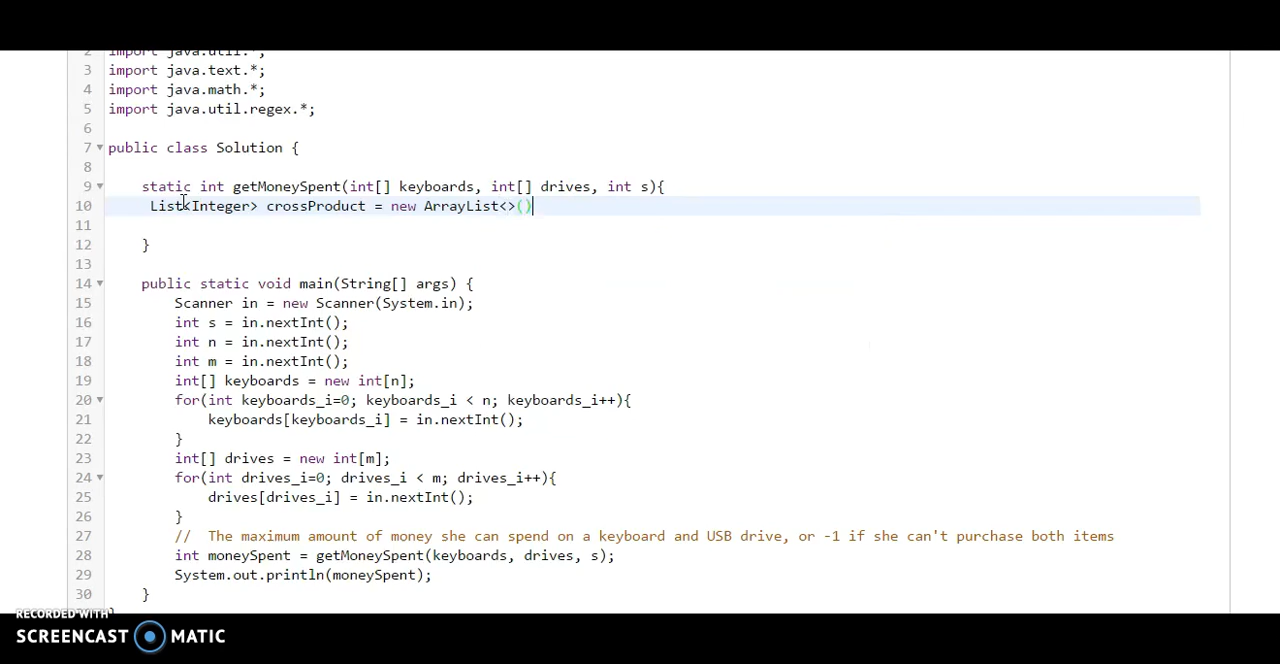 2 import java.util.*;
3 import java.text.*;
4 import java.math.*;
5 import java.util.regex.*;
6
7 public class Solution {
8
9 static int getMoneySpent(int[] keyboards, int[] drives, int s){
10 List<Integer> crossProduct = new ArrayList<>()
11
12 }
13
14 public static void main(String[] args) {
15 Scanner in = new Scanner(System.in);
16 int s = in.nextInt();
17 int n = in.nextInt();
18 int m = in.nextInt();
19 int[] keyboards = new int[n];
20 for(int keyboards_i=0; keyboards_i < n; keyboards_i++){
21 keyboards[keyboards_i] = in.nextInt();
22 }
23 int[] drives = new int[m];
24 for(int drives_i=0; drives_i < m; drives_i++){
25 drives[drives_i] = in.nextInt();
26 }
27 // The maximum amount of money she can spend on a keyboard and USB drive, or -1 if she can't purchase both items
28 int moneySpent = getMoneySpent(keyboards, drives, s);
29 System.out.println(moneySpent);
30 }
RECORDED WITH
SCREENCAST MATIC